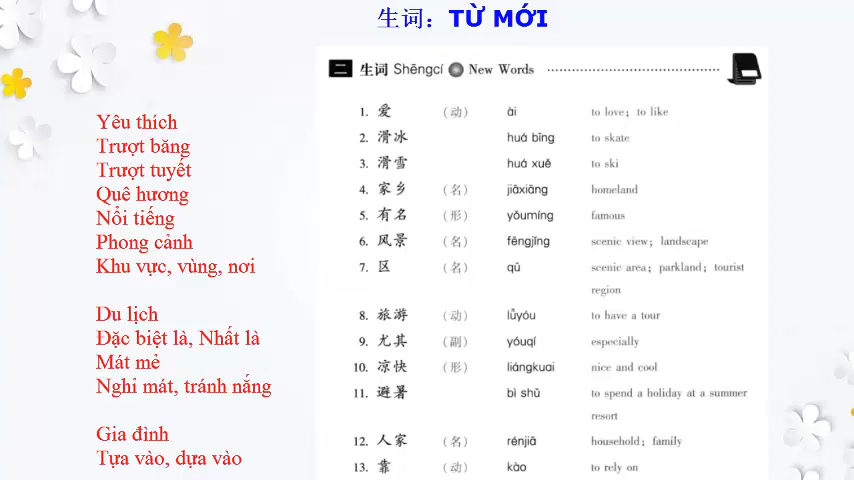 生词：TỪ MỚI
二 生词 Shēngcí New Words
Yêu thích
Trượt băng
Trượt tuyết
Quê hương
Nổi tiếng
Phong cảnh
Khu vực, vùng, nơi
Du lịch
Đặc biệt là, Nhất là
Mát mẻ
Nghỉ mát, tránh nắng
Gia đình
Tựa vào, dựa vào
1. 爱 （动） ài to love; to like
2. 滑冰 huá bīng to skate
3. 滑雪 huá xuě to ski
4. 家乡 （名） jiāxiāng homeland
5. 有名 （形） yǒumíng famous
6. 风景 （名） fēngjǐng scenic view; landscape
7. 区 （名） qū scenic area; parkland; tourist
region
8. 旅游 （动） lǚyóu to have a tour
9. 尤其 （副） yóuqí especially
10. 凉快 （形） liángkuai nice and cool
11. 避暑 bì shǔ to spend a holiday at a summer
resort
12. 人家 （名） rénjiā household; family
13. 靠 （动） kào to rely on